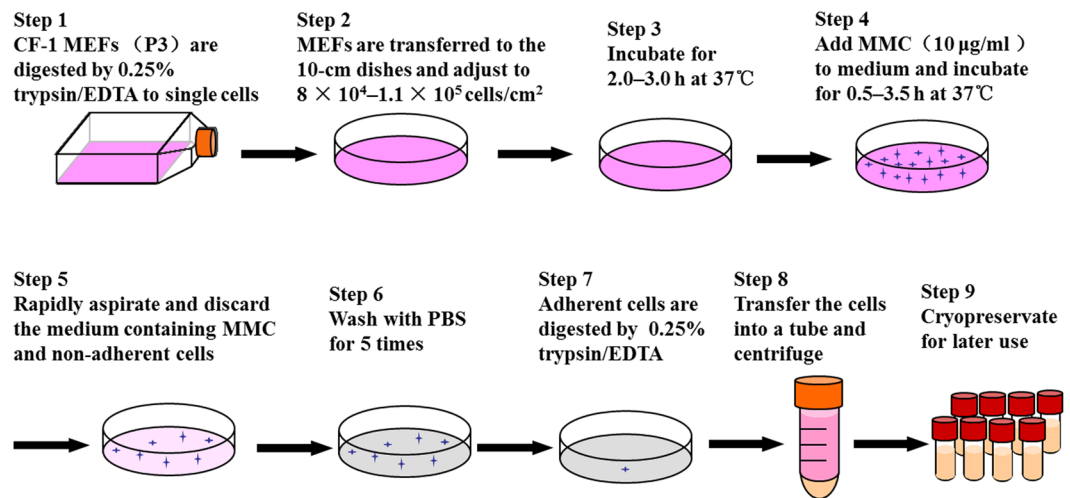 Step 1
CF-1 MEFs （P3）are
digested by 0.25%
trypsin/EDTA to single cells
Step 2
MEFs are transferred to the
10-cm dishes and adjust to
8 × 10⁴–1.1 × 10⁵ cells/cm²
Step 3
Incubate for
2.0–3.0 h at 37℃
Step 4
Add MMC（10 μg/ml ）
to medium and incubate
for 0.5–3.5 h at 37℃
Step 5
Rapidly aspirate and discard
the medium containing MMC
and non-adherent cells
Step 6
Wash with PBS
for 5 times
Step 7
Adherent cells are
digested by 0.25%
trypsin/EDTA
Step 8
Transfer the cells
into a tube and
centrifuge
Step 9
Cryopreservate
for later use